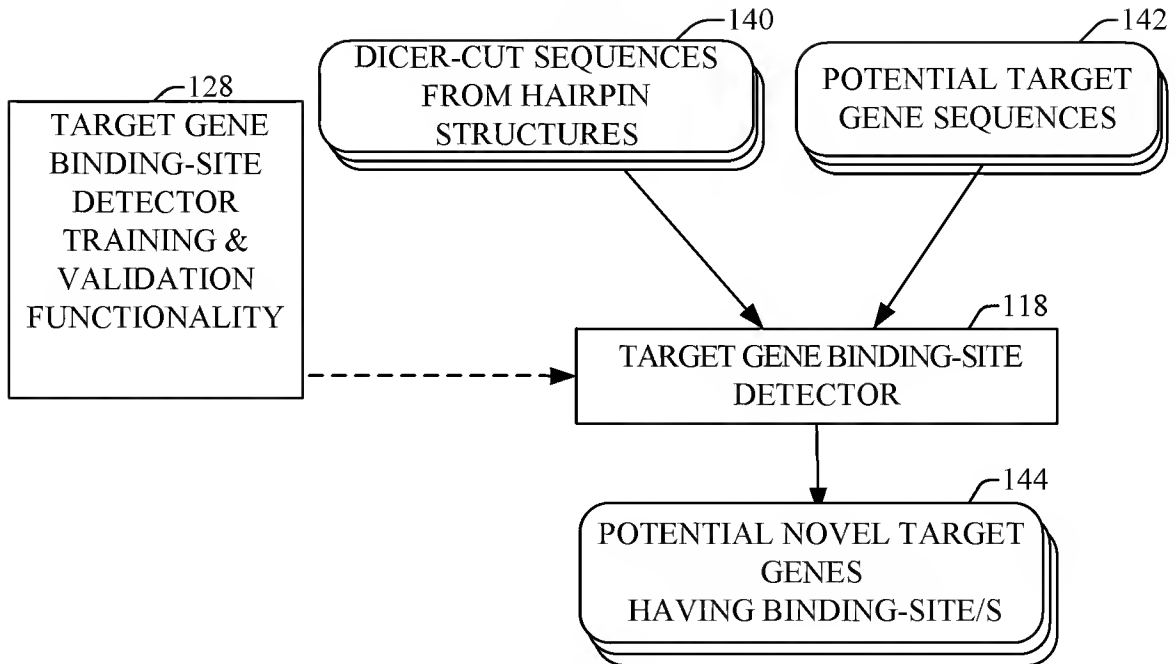 140
DICER-CUT SEQUENCES
FROM HAIRPIN
STRUCTURES
142
POTENTIAL TARGET
GENE SEQUENCES
128
TARGET GENE
BINDING-SITE
DETECTOR
TRAINING &
VALIDATION
FUNCTIONALITY
118
TARGET GENE BINDING-SITE
DETECTOR
144
POTENTIAL NOVEL TARGET
GENES
HAVING BINDING-SITE/S